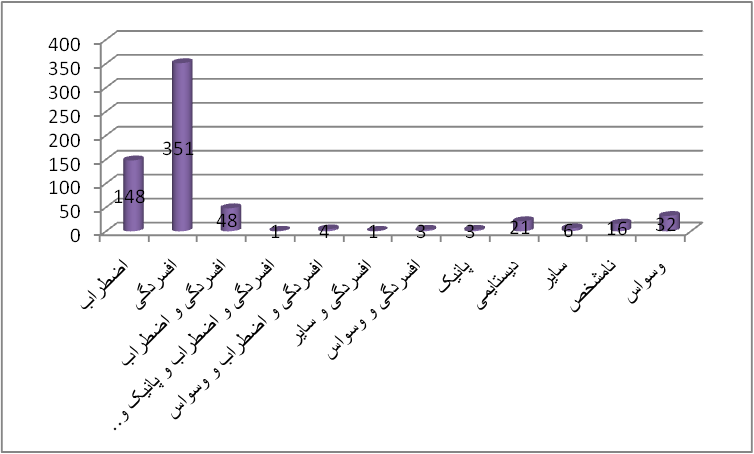 400
350
300
250
200
150
100
50
0
148
351
48
1
4
1
3
3
21
6
16
32
اضطراب
افسردگی
افسردگی و اضطراب
افسردگی و اضطراب و پانیک و..
افسردگی و اضطراب و وسواس
افسردگی و سایر
افسردگی و وسواس
پانیک
دیستایمی
سایر
نامشخص
وسواس